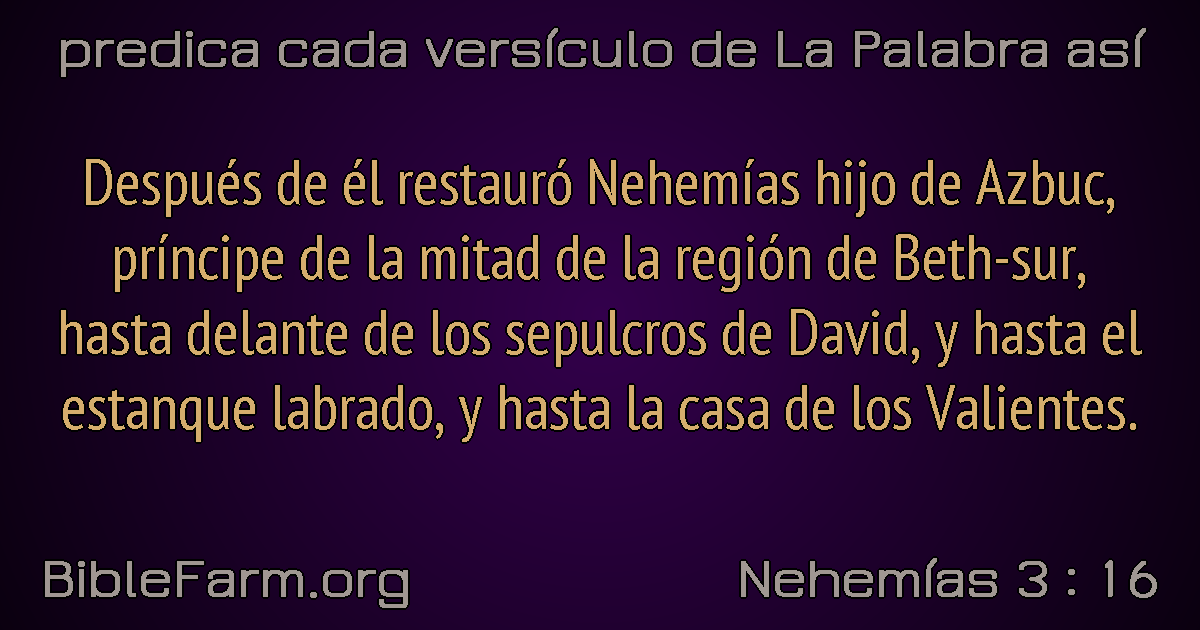 predica cada versículo de La Palabra así
Después de él restauró Nehemías hijo de Azbuc,
príncipe de la mitad de la región de Beth-sur,
hasta delante de los sepulcros de David, y hasta el
estanque labrado, y hasta la casa de los Valientes.
BibleFarm.org
Nehemías 3 : 16